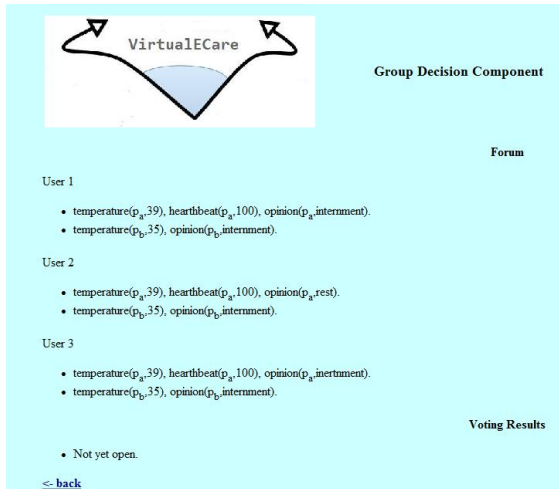 VirtualECare
Group Decision Component
Forum
User 1
• temperature(pa,39), hearthbeat(pa,100), opinion(pa,internment).
• temperature(pb,35), opinion(pb,internment).
User 2
• temperature(pa,39), hearthbeat(pa,100), opinion(pa,rest).
• temperature(pb,35), opinion(pb,internment).
User 3
• temperature(pa,39), hearthbeat(pa,100), opinion(pa,inertnment).
• temperature(pb,35), opinion(pb,internment).
Voting Results
• Not yet open.
<- back